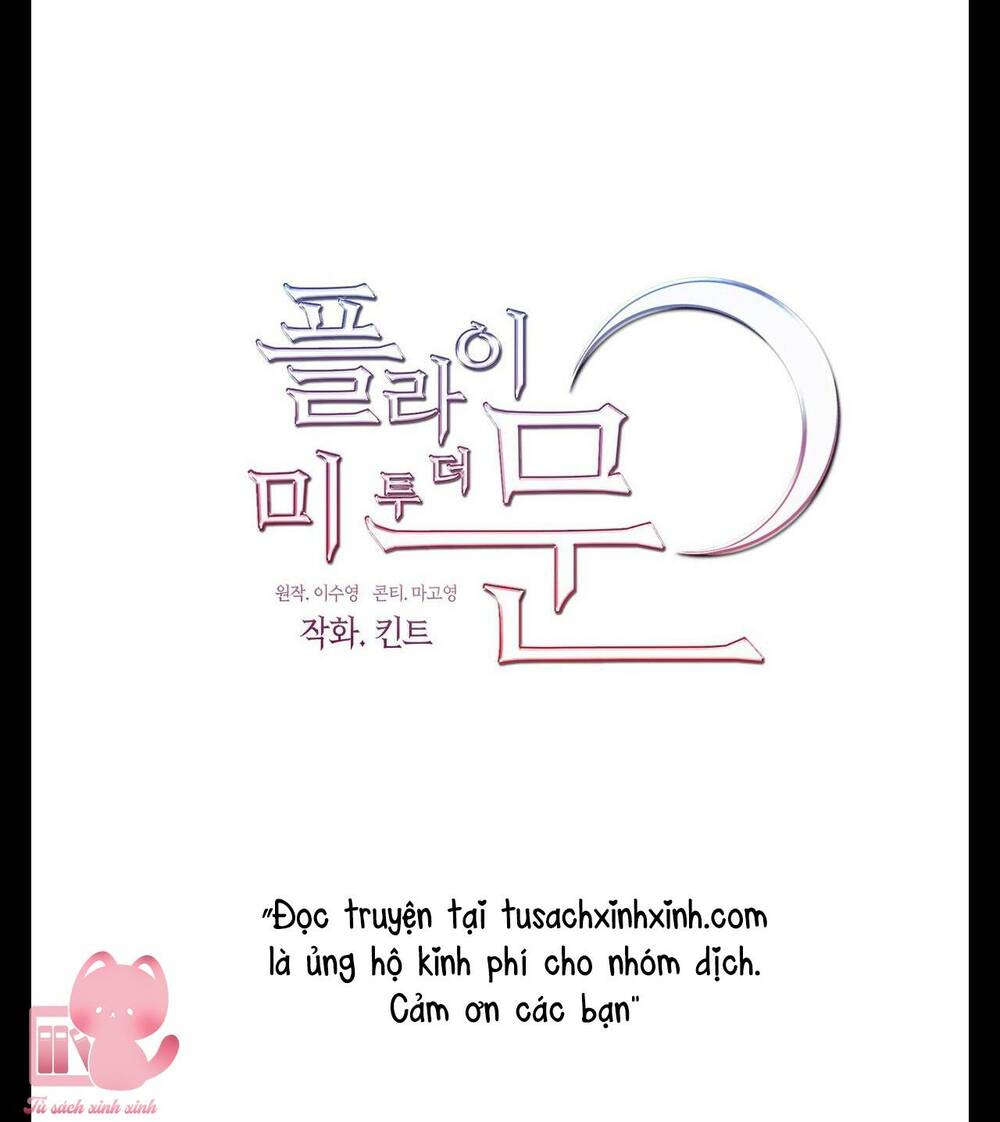 플라이
미 투 더 문
원작. 이수영 콘티. 마고영
작화. 킨트
"Đọc truyện tại tusachxinhxinh.com
là ủng hộ kinh phí cho nhóm dịch.
Cảm ơn các bạn"
Tủ sách xinh xinh